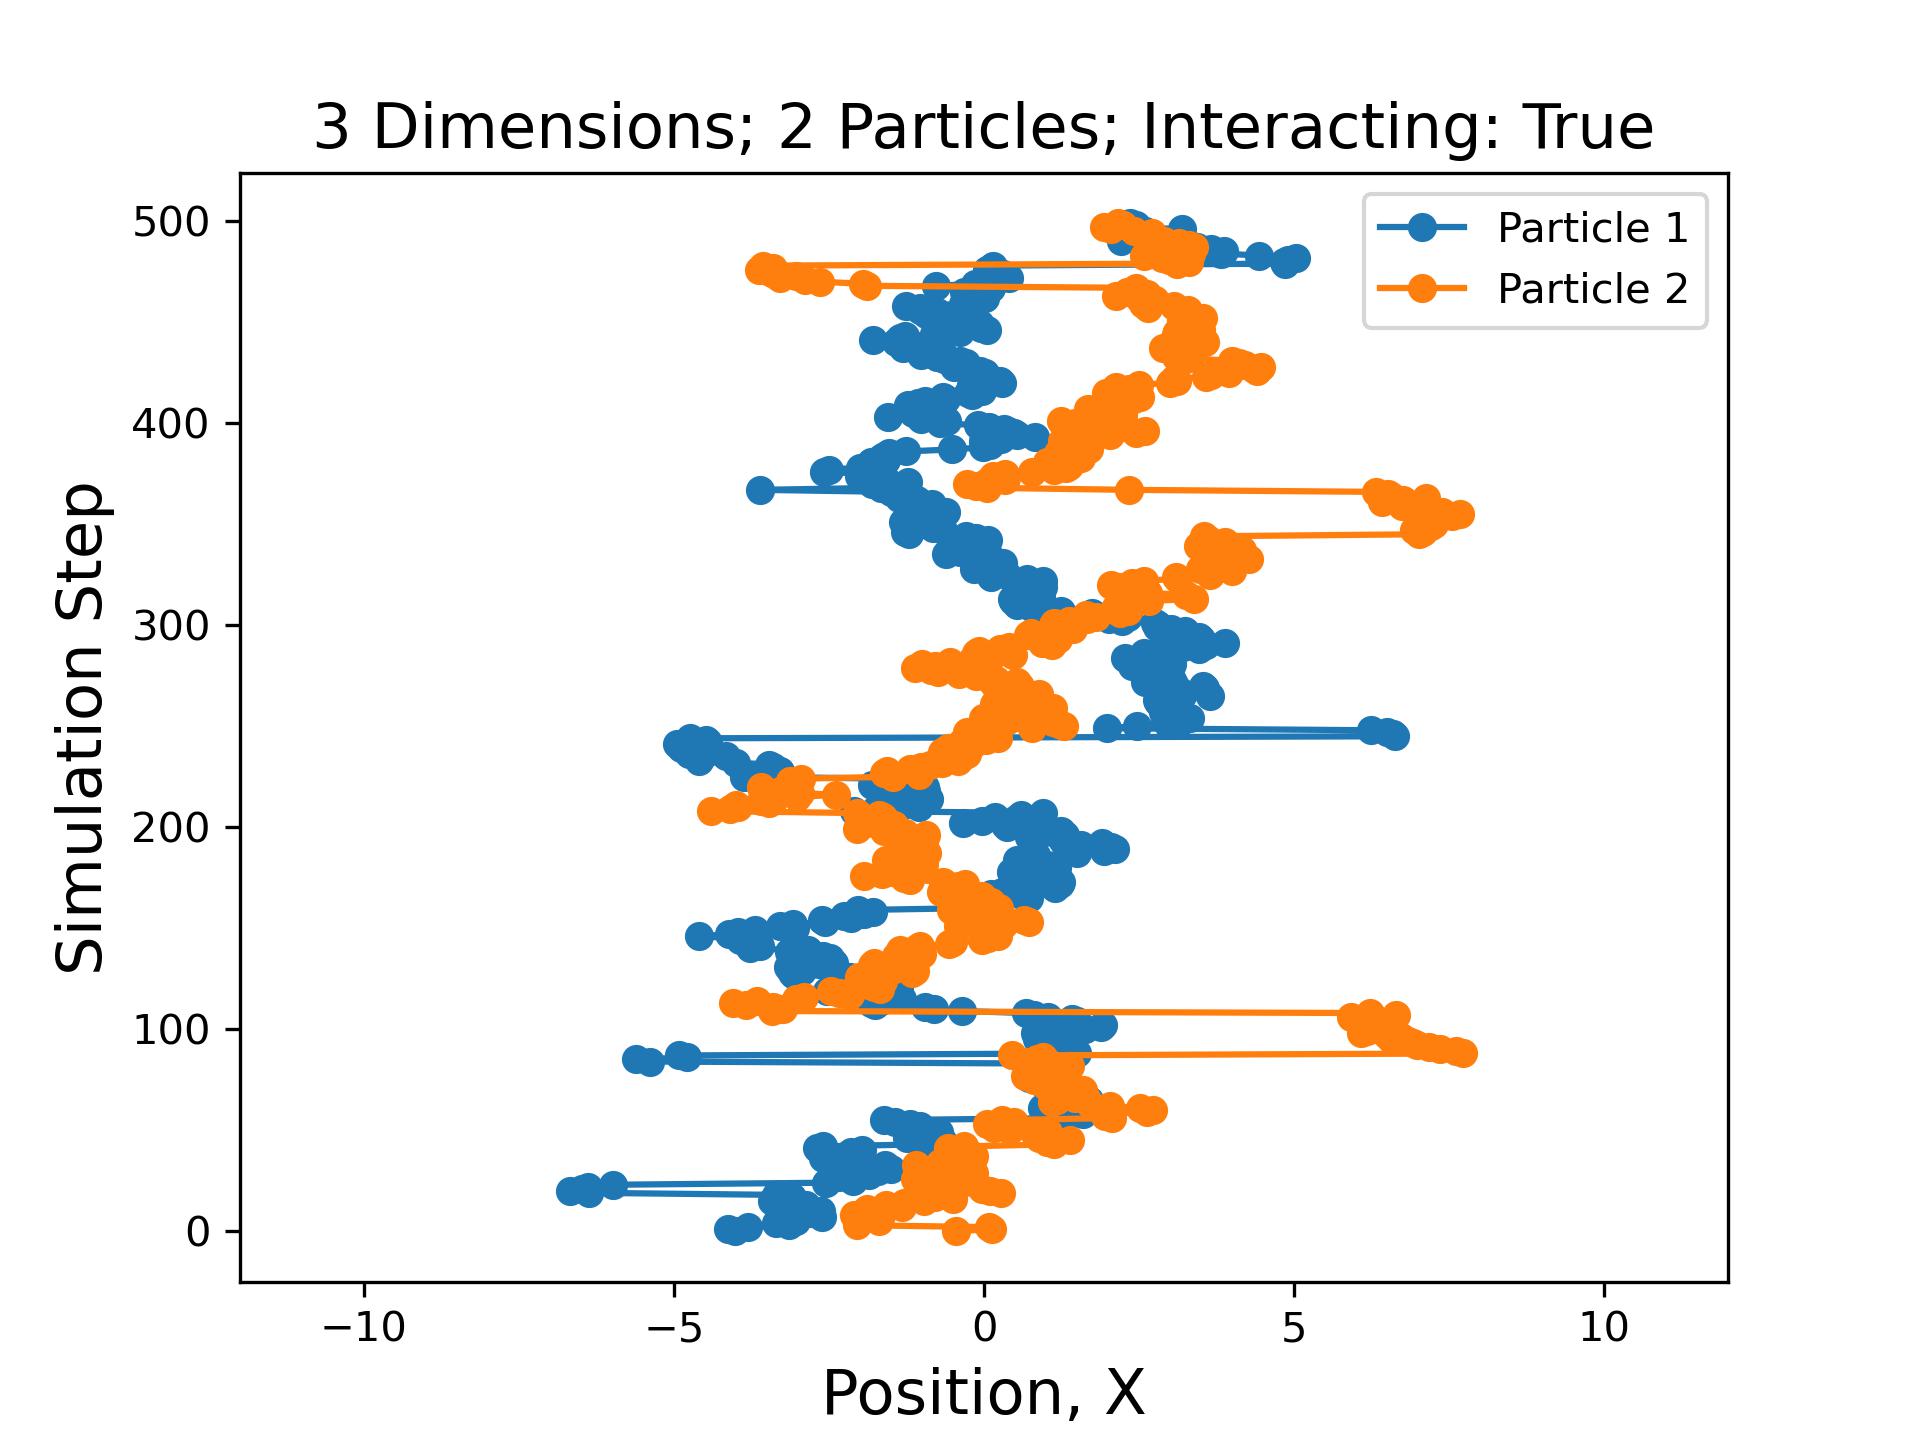 3 Dimensions; 2 Particles; Interacting: True
Particle 1
Particle 2
500
400
300
200
100
0
Simulation Step
−10
−5
0
5
10
Position, X